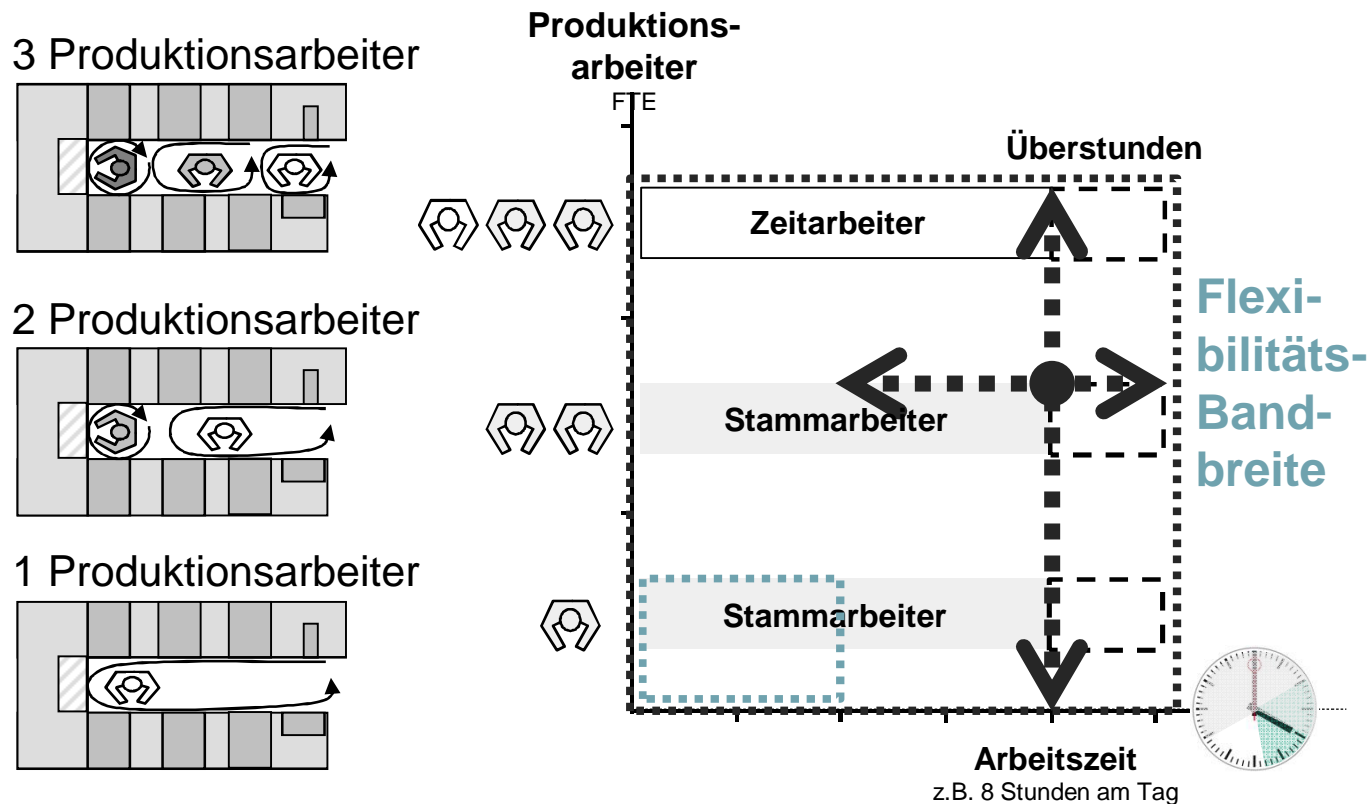 3 Produktionsarbeiter
2 Produktionsarbeiter
1 Produktionsarbeiter
Produktions-
arbeiter
FTE
Überstunden
Zeitarbeiter
Stammarbeiter
Stammarbeiter
Flexi-
bilitäts-
Band-
breite
Arbeitszeit
z.B. 8 Stunden am Tag